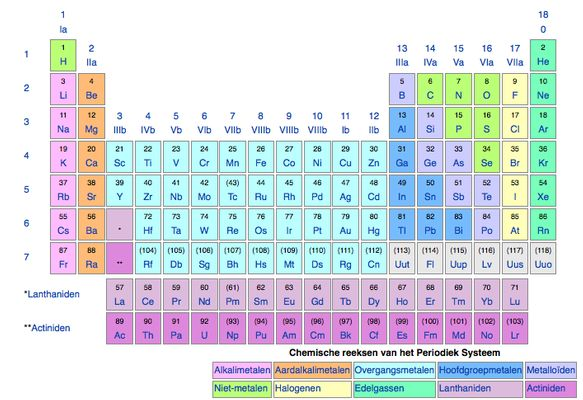 1 18
Ia 0
1 1 2 13 14 15 16 17 2
H IIa IIIa IVa Va VIa VIIa He
2 3 4 5 6 7 8 9 10
Li Be B C N O F Ne
3 11 12 3 4 5 6 7 8 9 10 11 12 13 14 15 16 17 18
Na Mg IIIb IVb Vb VIb VIIb VIIIb VIIIb VIIIb Ib IIb Al Si P S Cl Ar
4 19 20 21 22 23 24 25 26 27 28 29 30 31 32 33 34 35 36
K Ca Sc Ti V Cr Mn Fe Co Ni Cu Zn Ga Ge As Se Br Kr
5 37 38 39 40 41 42 (43) 44 45 46 47 48 49 50 51 52 53 54
Rb Sr Y Zr Nb Mo Tc Ru Rh Pd Ag Cd In Sn Sb Te I Xe
6 55 56 * 72 73 74 75 76 77 78 79 80 81 82 83 84 85 86
Cs Ba Hf Ta W Re Os Ir Pt Au Hg Tl Pb Bi Po At Rn
7 87 88 ** (104) (105) (106) (107) (108) (109) (110) (111) (112) (113) (114) (115) (116) (117) (118)
Fr Ra Rf Db Sg Bh Hs Mt Ds Rg Cn Uut Fl Uup Lv Uus Uuo
*Lanthaniden 57 58 59 60 (61) 62 63 64 65 66 67 68 69 70 71
La Ce Pr Nd Pm Sm Eu Gd Tb Dy Ho Er Tm Yb Lu
**Actiniden 89 90 91 92 (93) (94) (95) (96) (97) (98) (99) (100) (101) (102) (103)
Ac Th Pa U Np Pu Am Cm Bk Cf Es Fm Md No Lr
Chemische reeksen van het Periodiek Systeem
Alkalimetalen Aardalkalimetalen Overgangsmetalen Hoofdgroepmetalen Metalloïden
Niet-metalen Halogenen Edelgassen Lanthaniden Actiniden